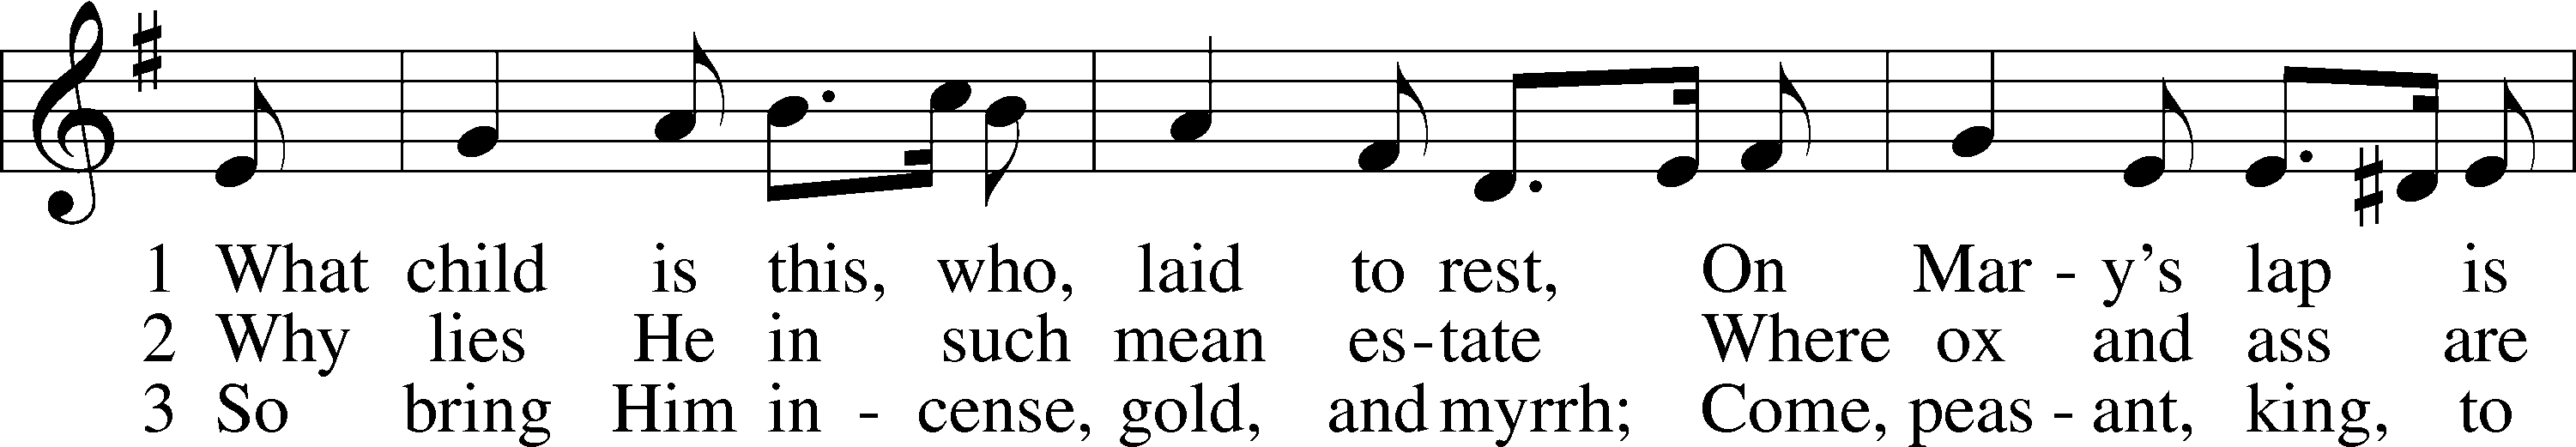 1 What child is this, who, laid to rest, On Mar - y’s lap is
2 Why lies He in such mean es-tate Where ox and ass are
3 So bring Him in - cense, gold, and myrrh; Come, peas - ant, king, to